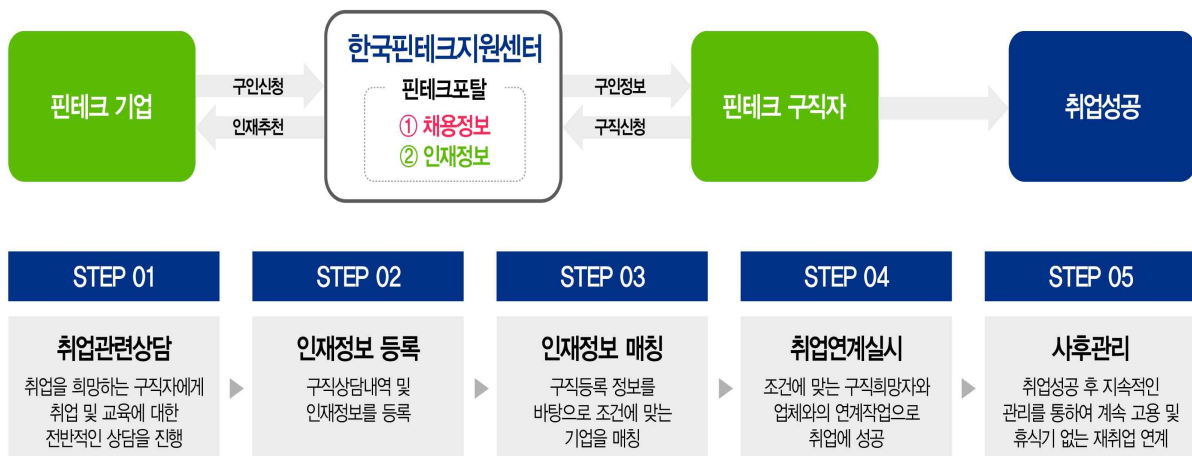 한국핀테크지원센터
핀테크 기업
구인신청
인재추천
핀테크포탈
① 채용정보
② 인재정보
구인정보
구직신청
핀테크 구직자
취업성공
STEP 01
취업관련상담
취업을 희망하는 구직자에게
취업 및 교육에 대한
전반적인 상담을 진행
STEP 02
인재정보 등록
구직상담내역 및
인재정보를 등록
STEP 03
인재정보 매칭
구직등록 정보를
바탕으로 조건에 맞는
기업을 매칭
STEP 04
취업연계실시
조건에 맞는 구직희망자와
업체와의 연계작업으로
취업에 성공
STEP 05
사후관리
취업성공 후 지속적인
관리를 통하여 계속 고용 및
휴식기 없는 재취업 연계